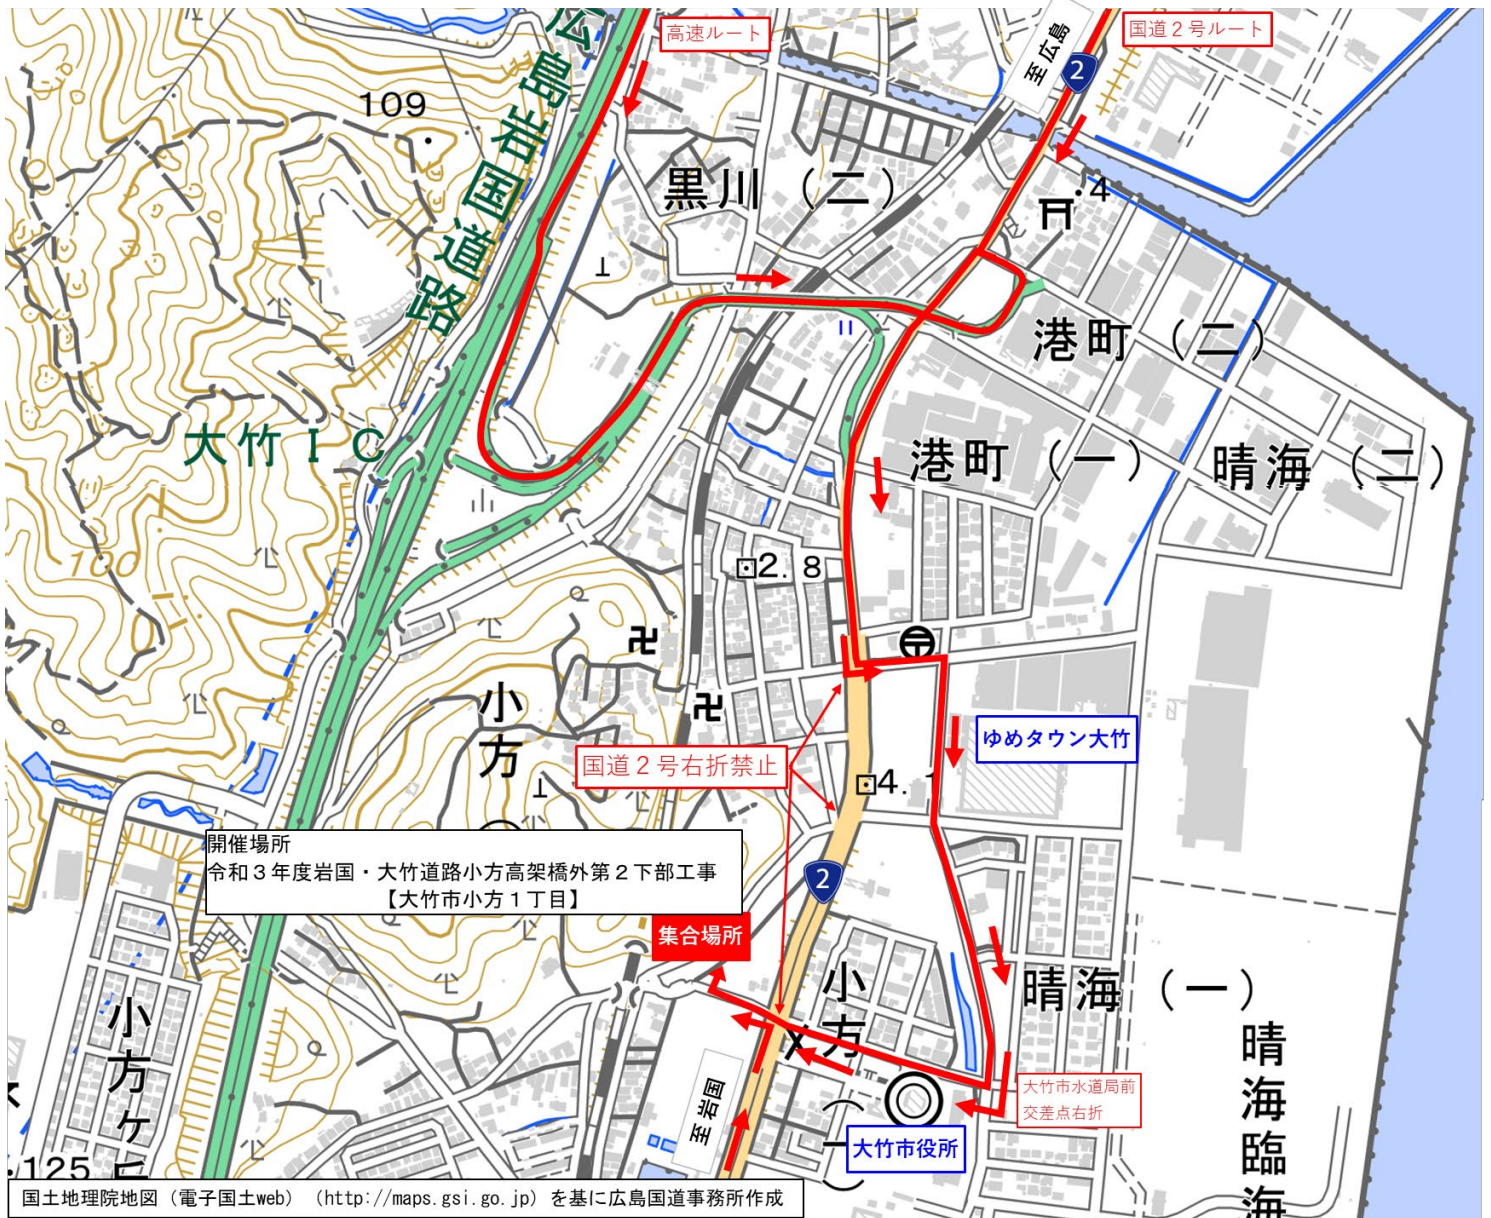 高速ルート
国道２号ルート
至広島
2
広島岩国道路
109
黒川（二）
4
港町（二）
大竹ＩＣ
港町（一）
晴海（二）
100
2.8
小方
ゆめタウン大竹
国道２号右折禁止
4.1
開催場所
令和３年度岩国・大竹道路小方高架橋外第２下部工事
【大竹市小方１丁目】
2
集合場所
小方（一）
晴海（一）
小方ヶ丘
晴海臨海
大竹市水道局前
交差点右折
至岩国
大竹市役所
125
国土地理院地図（電子国土web）（http://maps.gsi.go.jp）を基に広島国道事務所作成